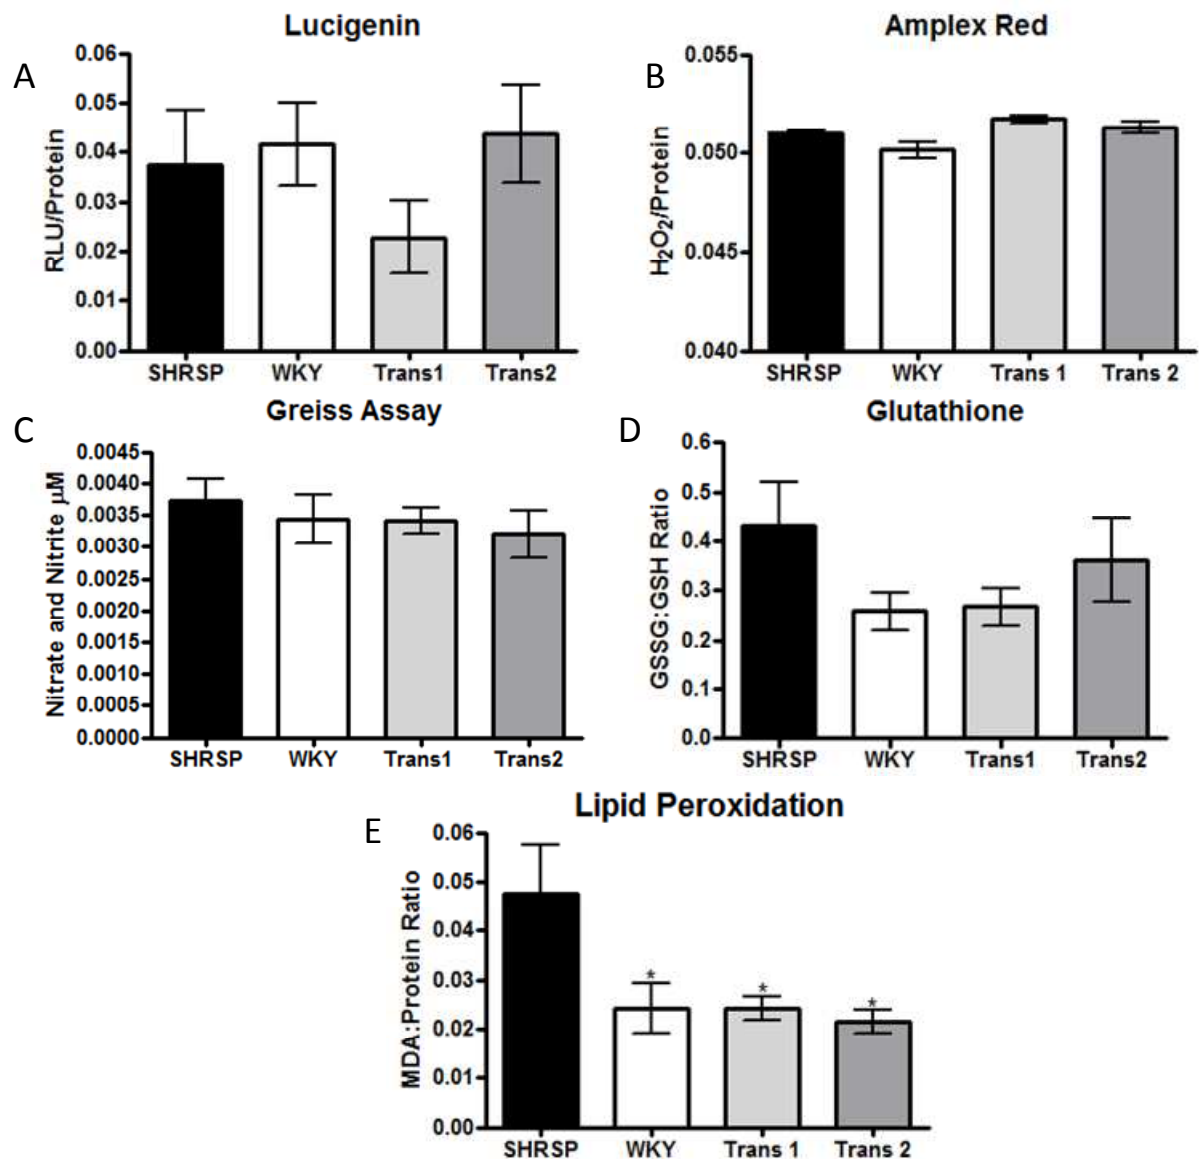 Lucigenin
A
RLU/Protein
0.06
0.05
0.04
0.03
0.02
0.01
0.00
SHRSP WKY Trans1 Trans2
Amplex Red
B
H₂O₂/Protein
0.055
0.050
0.045
0.040
SHRSP WKY Trans 1 Trans 2
Greiss Assay
C
Nitrate and Nitrite µM
0.0045
0.0040
0.0035
0.0030
0.0025
0.0020
0.0015
0.0010
0.0005
0.0000
SHRSP WKY Trans1 Trans2
Glutathione
D
GSSG:GSH Ratio
0.6
0.5
0.4
0.3
0.2
0.1
0.0
SHRSP WKY Trans1 Trans2
Lipid Peroxidation
E
MDA:Protein Ratio
0.06
0.05
0.04
0.03
0.02
0.01
0.00
* * *
SHRSP WKY Trans 1 Trans 2